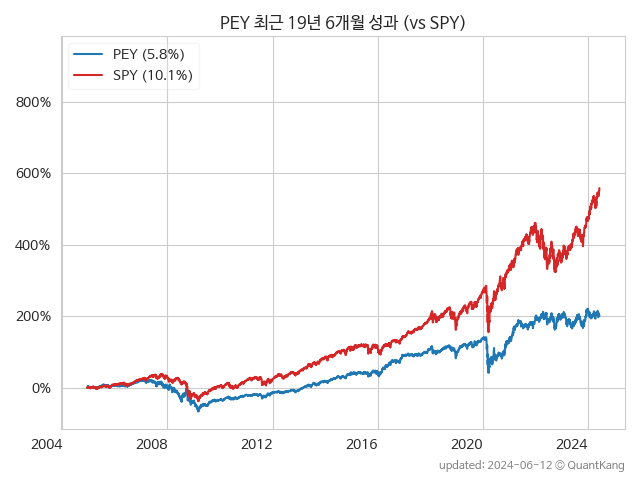 PEY 최근 19년 6개월 성과 (vs SPY)
PEY (5.8%)
SPY (10.1%)
800%
600%
400%
200%
0%
2004 2008 2012 2016 2020 2024
updated: 2024-06-12 © QuantKang